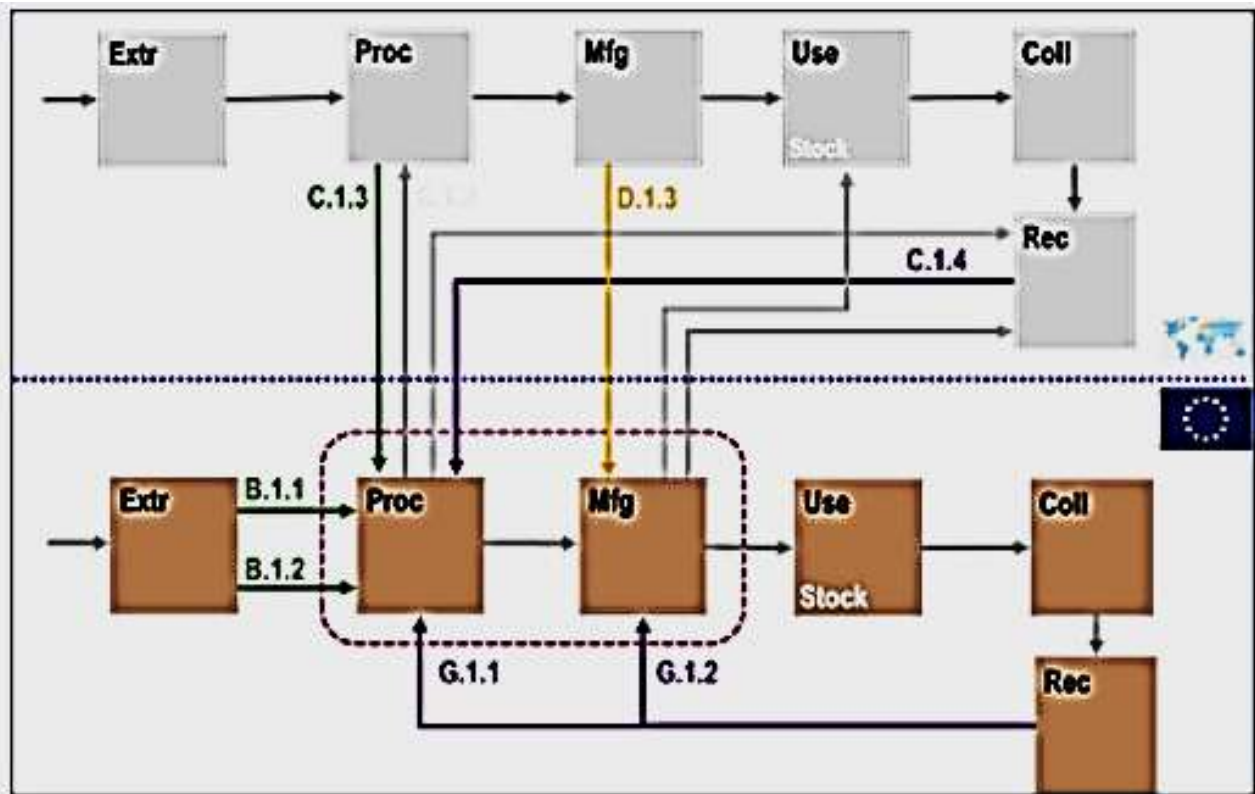 Extr
Proc
Mfg
Use
Stock
Coll
C.1.3
D.1.3
Rec
C.1.4
Extr
B.1.1
B.1.2
Proc
Mfg
Use
Stock
Coll
G.1.1
G.1.2
Rec